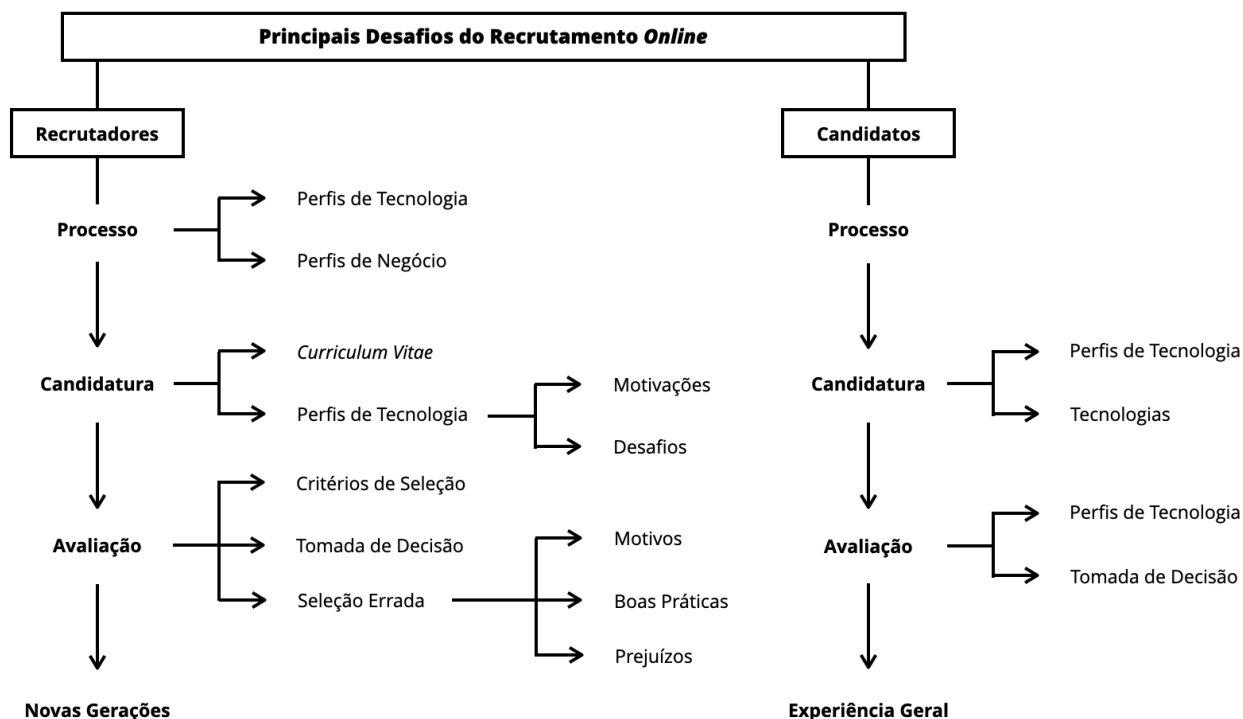 Principais Desafios do Recrutamento Online
Recrutadores
Candidatos
Perfis de Tecnologia
Processo
Processo
Perfis de Negócio
Curriculum Vitae
Perfis de Tecnologia
Candidatura
Motivações
Candidatura
Perfis de Tecnologia
Tecnologias
Desafios
Critérios de Seleção
Perfis de Tecnologia
Avaliação
Tomada de Decisão
Motivos
Avaliação
Tomada de Decisão
Seleção Errada
Boas Práticas
Prejuízos
Novas Gerações
Experiência Geral